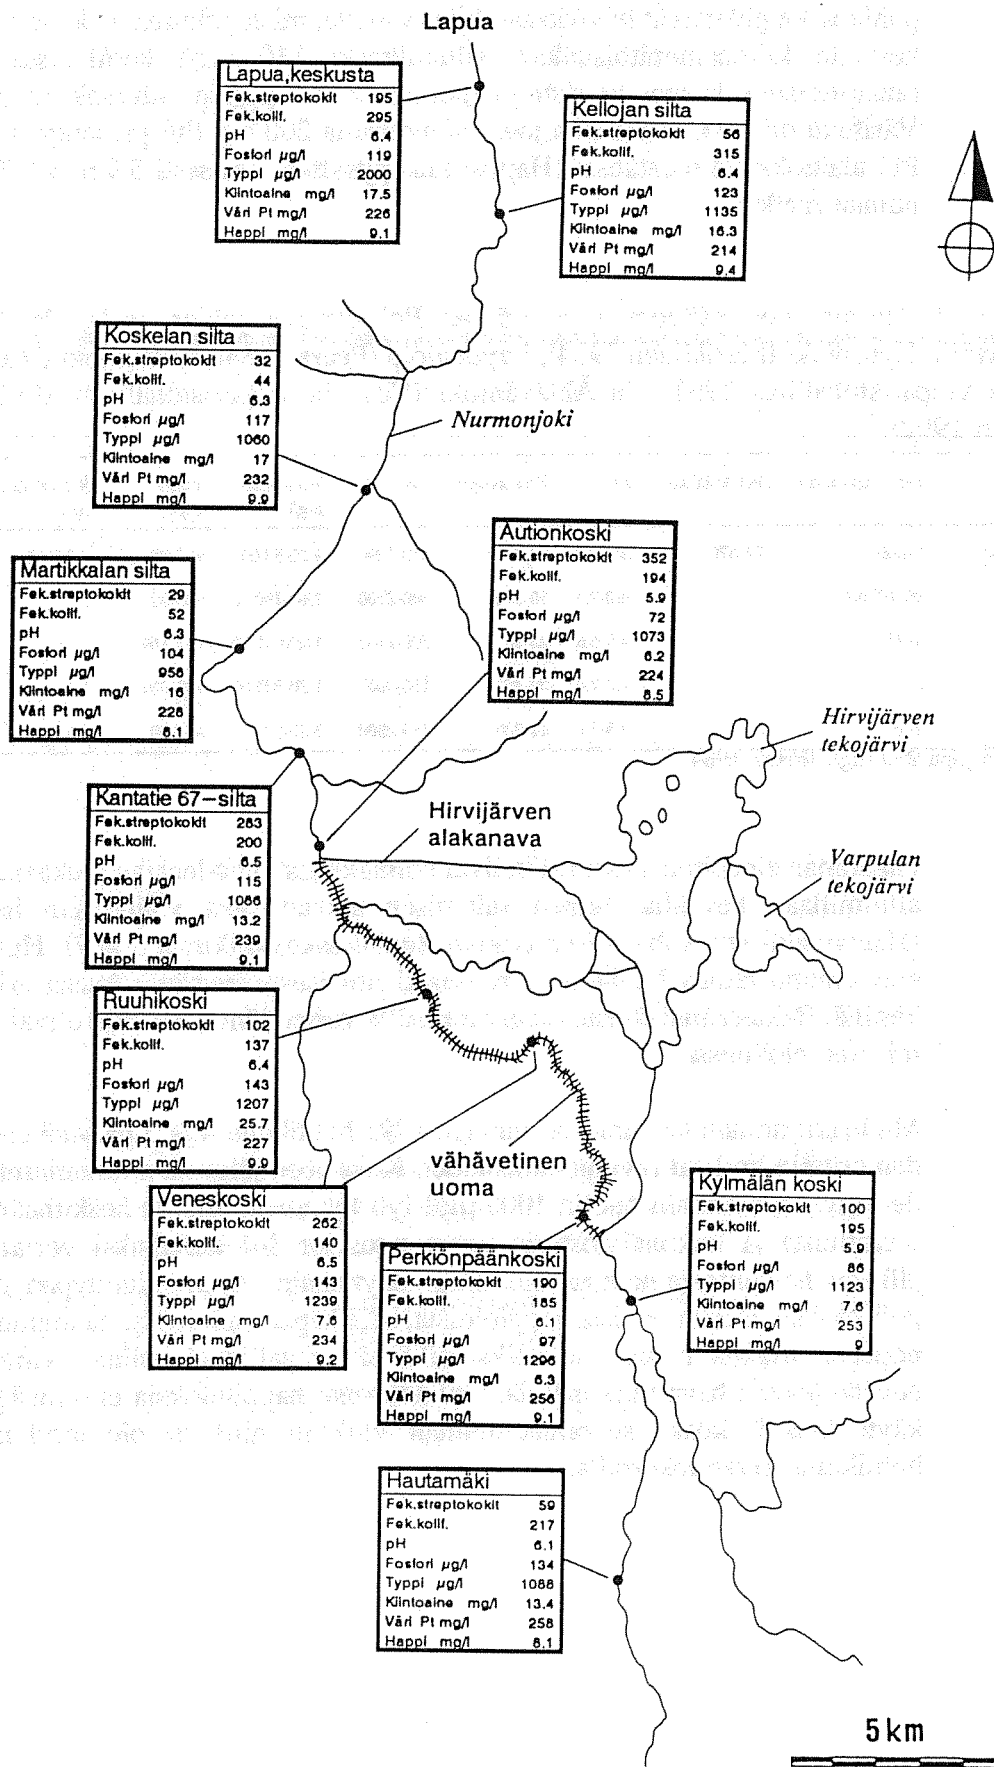 Lapua
Lapua,keskusta
Fek.streptokokit 195
Fek.kolif. 295
pH 6.4
Fosfori µg/l 119
Typpi µg/l 2000
Kiintoaine mg/l 17.5
Väri Pt mg/l 226
Happi mg/l 9.1
Kellojan silta
Fek.streptokokit 56
Fek.kolif. 315
pH 6.4
Fosfori µg/l 123
Typpi µg/l 1135
Kiintoaine mg/l 16.3
Väri Pt mg/l 214
Happi mg/l 9.4
Koskelan silta
Fek.streptokokit 32
Fek.kolif. 44
pH 6.3
Fosfori µg/l 117
Typpi µg/l 1060
Kiintoaine mg/l 17
Väri Pt mg/l 232
Happi mg/l 9.9
Nurmonjoki
Autionkoski
Fek.streptokokit 352
Fek.kolif. 194
pH 5.9
Fosfori µg/l 72
Typpi µg/l 1073
Kiintoaine mg/l 6.2
Väri Pt mg/l 224
Happi mg/l 8.5
Martikkalan silta
Fek.streptokokit 29
Fek.kolif. 52
pH 6.3
Fosfori µg/l 104
Typpi µg/l 956
Kiintoaine mg/l 16
Väri Pt mg/l 226
Happi mg/l 8.1
Hirvijärven
tekojärvi
Kantatie 67–silta
Fek.streptokokit 263
Fek.kolif. 200
pH 6.5
Fosfori µg/l 115
Typpi µg/l 1086
Kiintoaine mg/l 13.2
Väri Pt mg/l 239
Happi mg/l 9.1
Hirvijärven
alakanava
Varpulan
tekojärvi
Ruuhikoski
Fek.streptokokit 102
Fek.kolif. 137
pH 6.4
Fosfori µg/l 143
Typpi µg/l 1207
Kiintoaine mg/l 25.7
Väri Pt mg/l 227
Happi mg/l 9.9
vähävetinen
uoma
Veneskoski
Fek.streptokokit 262
Fek.kolif. 140
pH 6.5
Fosfori µg/l 143
Typpi µg/l 1239
Kiintoaine mg/l 7.6
Väri Pt mg/l 234
Happi mg/l 9.2
Kylmälän koski
Fek.streptokokit 100
Fek.kolif. 195
pH 5.9
Fosfori µg/l 86
Typpi µg/l 1123
Kiintoaine mg/l 7.6
Väri Pt mg/l 253
Happi mg/l 9
Perkiönpäänkoski
Fek.streptokokit 190
Fek.kolif. 185
pH 6.1
Fosfori µg/l 97
Typpi µg/l 1296
Kiintoaine mg/l 6.3
Väri Pt mg/l 256
Happi mg/l 9.1
Hautamäki
Fek.streptokokit 59
Fek.kolif. 217
pH 6.1
Fosfori µg/l 134
Typpi µg/l 1088
Kiintoaine mg/l 13.4
Väri Pt mg/l 258
Happi mg/l 8.1
5 km